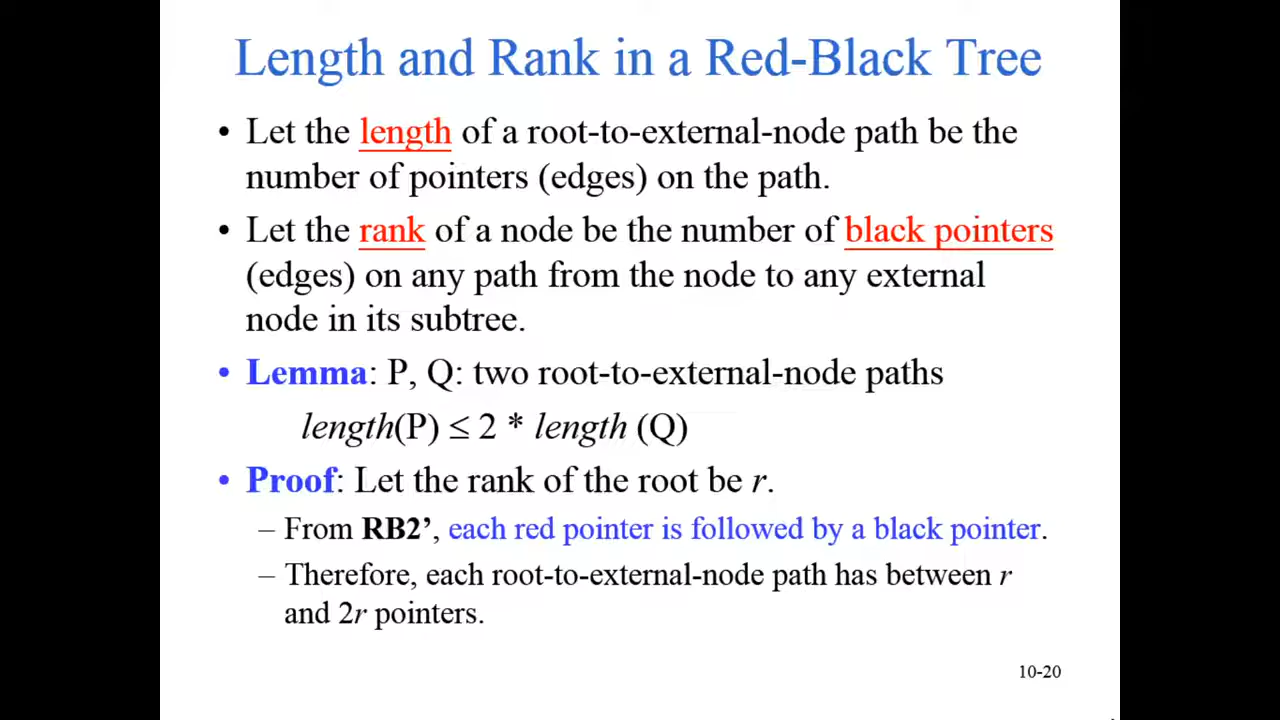 Length and Rank in a Red-Black Tree
• Let the length of a root-to-external-node path be the
number of pointers (edges) on the path.
• Let the rank of a node be the number of black pointers
(edges) on any path from the node to any external
node in its subtree.
• Lemma: P, Q: two root-to-external-node paths
length(P) ≤ 2 * length (Q)
• Proof: Let the rank of the root be r.
– From RB2’, each red pointer is followed by a black pointer.
– Therefore, each root-to-external-node path has between r
and 2r pointers.
10-20